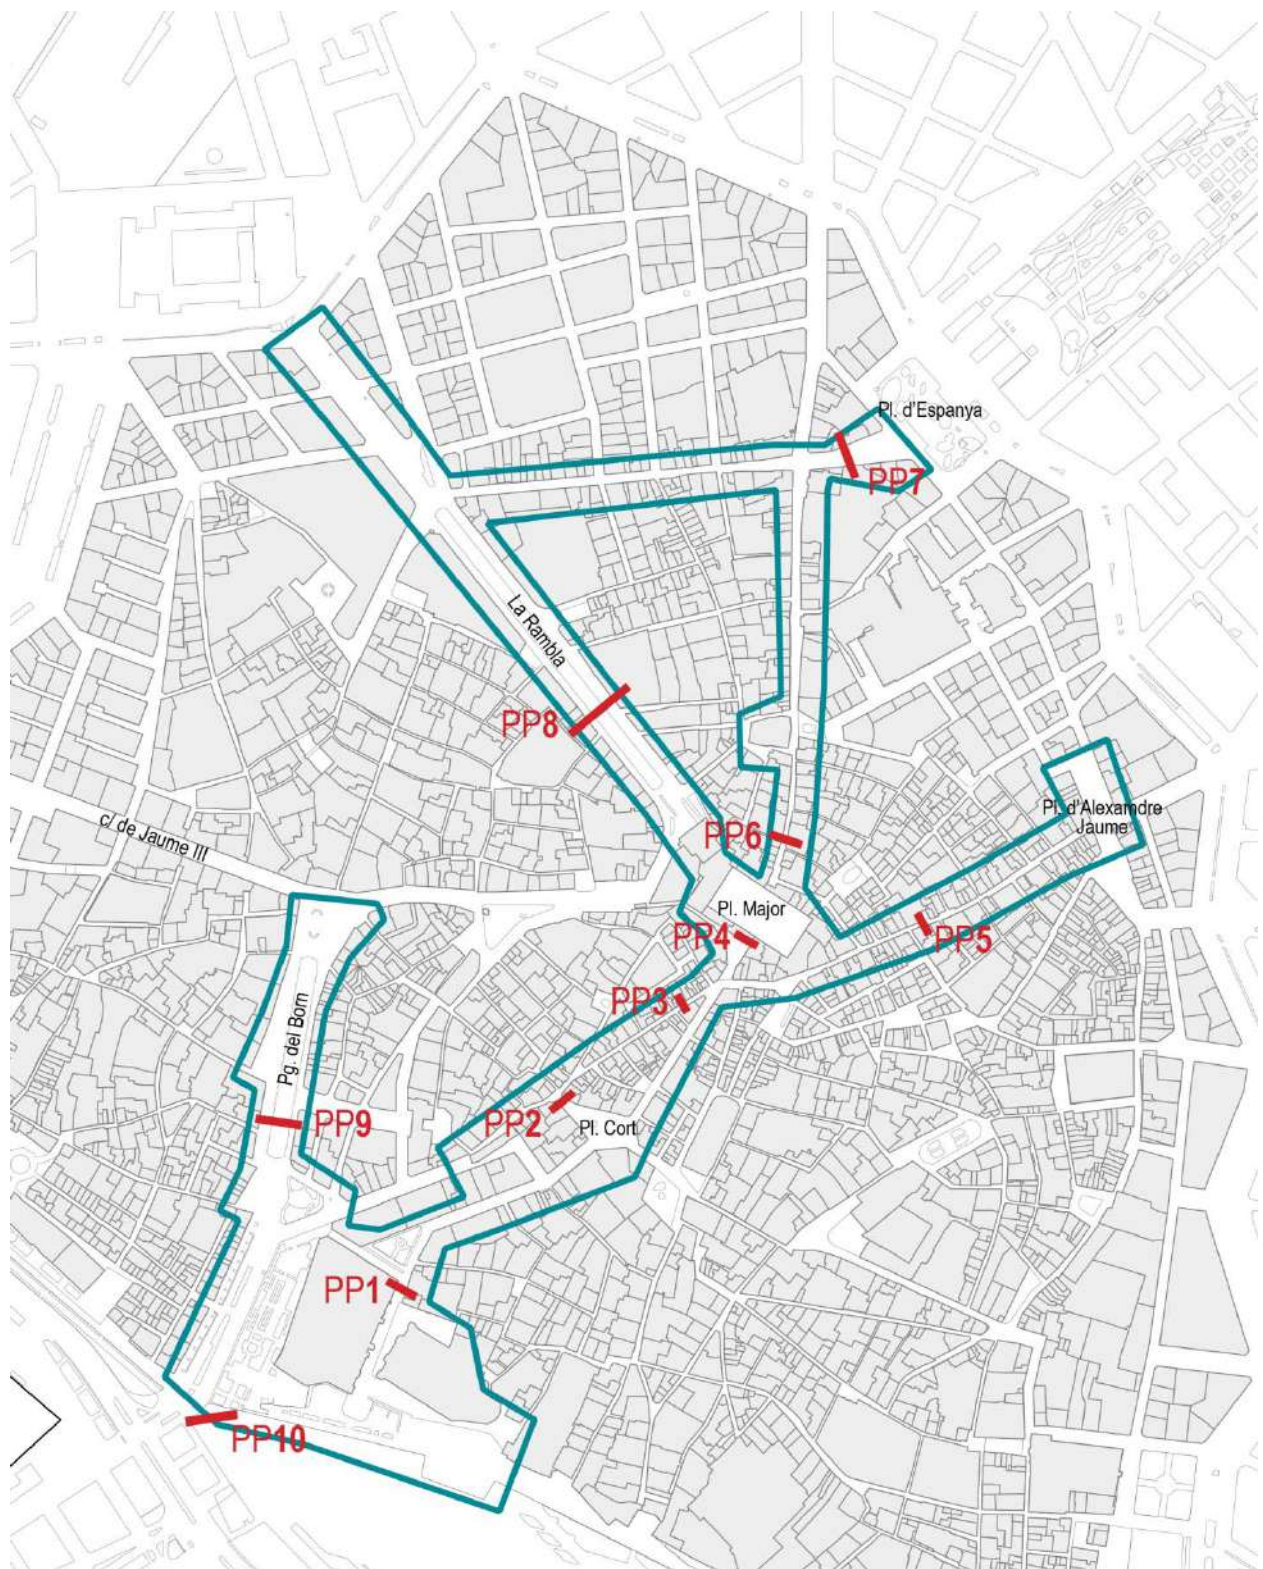 Pl. d'Espanya
PP7
La Rambla
PP8
Pl. d'Alexamdre
Jaume
c/ de Jaume III
PP6
Pl. Major
PP4
PP5
PP3
Pg. del Born
PP2
PP9
Pl. Cort
PP1
PP10